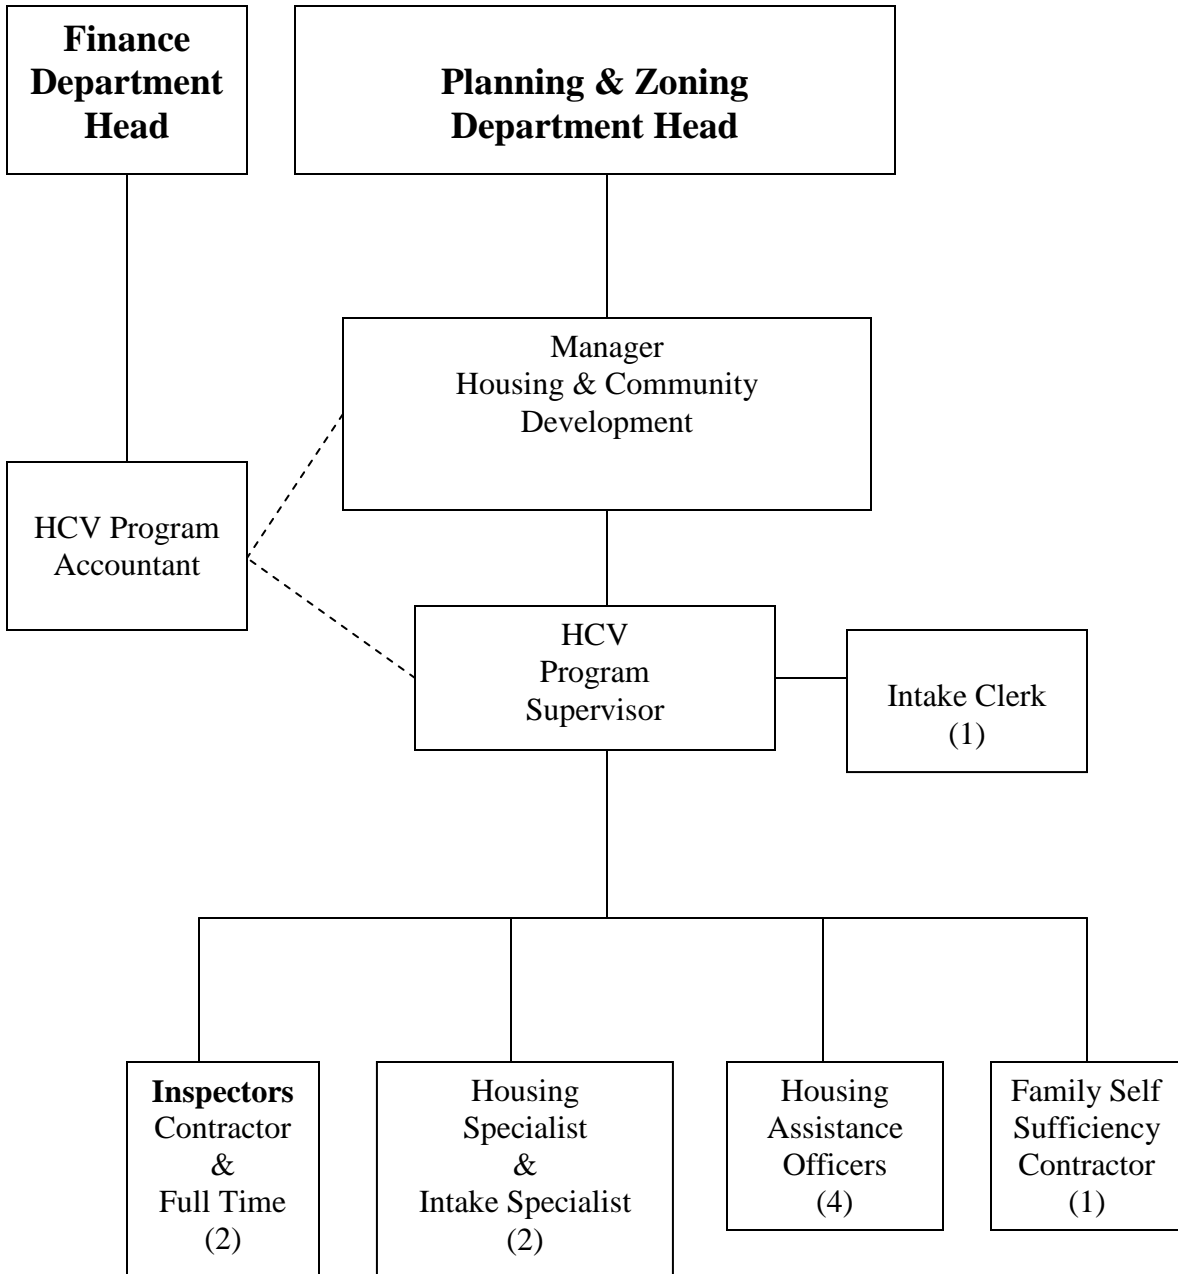 Finance
Department
Head
Planning & Zoning
Department Head
Manager
Housing & Community
Development
HCV Program
Accountant
HCV
Program
Supervisor
Intake Clerk
(1)
Inspectors
Contractor
&
Full Time
(2)
Housing
Specialist
&
Intake Specialist
(2)
Housing
Assistance
Officers
(4)
Family Self
Sufficiency
Contractor
(1)